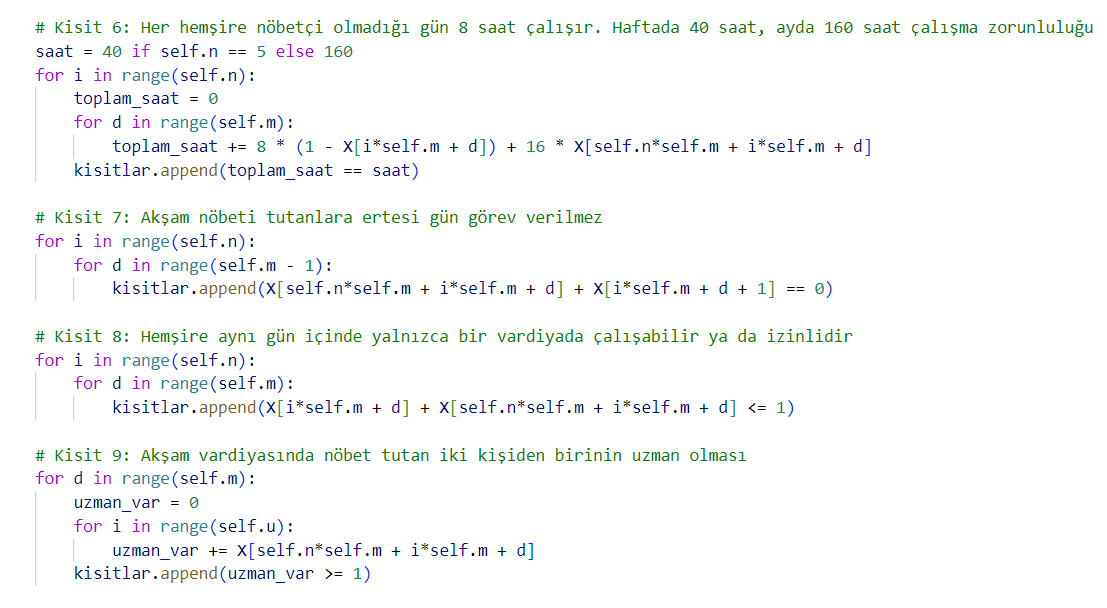 # Kisit 6: Her hemşire nöbetçi olmadığı gün 8 saat çalışır. Haftada 40 saat, ayda 160 saat çalışma zorunluluğu
saat = 40 if self.n == 5 else 160
for i in range(self.n):
    toplam_saat = 0
    for d in range(self.m):
        toplam_saat += 8 * (1 - X[i*self.m + d]) + 16 * X[self.n*self.m + i*self.m + d]
    kisitlar.append(toplam_saat == saat)

# Kisit 7: Akşam nöbeti tutanlara ertesi gün görev verilmez
for i in range(self.n):
    for d in range(self.m - 1):
        kisitlar.append(X[self.n*self.m + i*self.m + d] + X[i*self.m + d + 1] == 0)

# Kisit 8: Hemşire aynı gün içinde yalnızca bir vardiyada çalışabilir ya da izinlidir
for i in range(self.n):
    for d in range(self.m):
        kisitlar.append(X[i*self.m + d] + X[self.n*self.m + i*self.m + d] <= 1)

# Kisit 9: Akşam vardiyasında nöbet tutan iki kişiden birinin uzman olması
for d in range(self.m):
    uzman_var = 0
    for i in range(self.u):
        uzman_var += X[self.n*self.m + i*self.m + d]
    kisitlar.append(uzman_var >= 1)